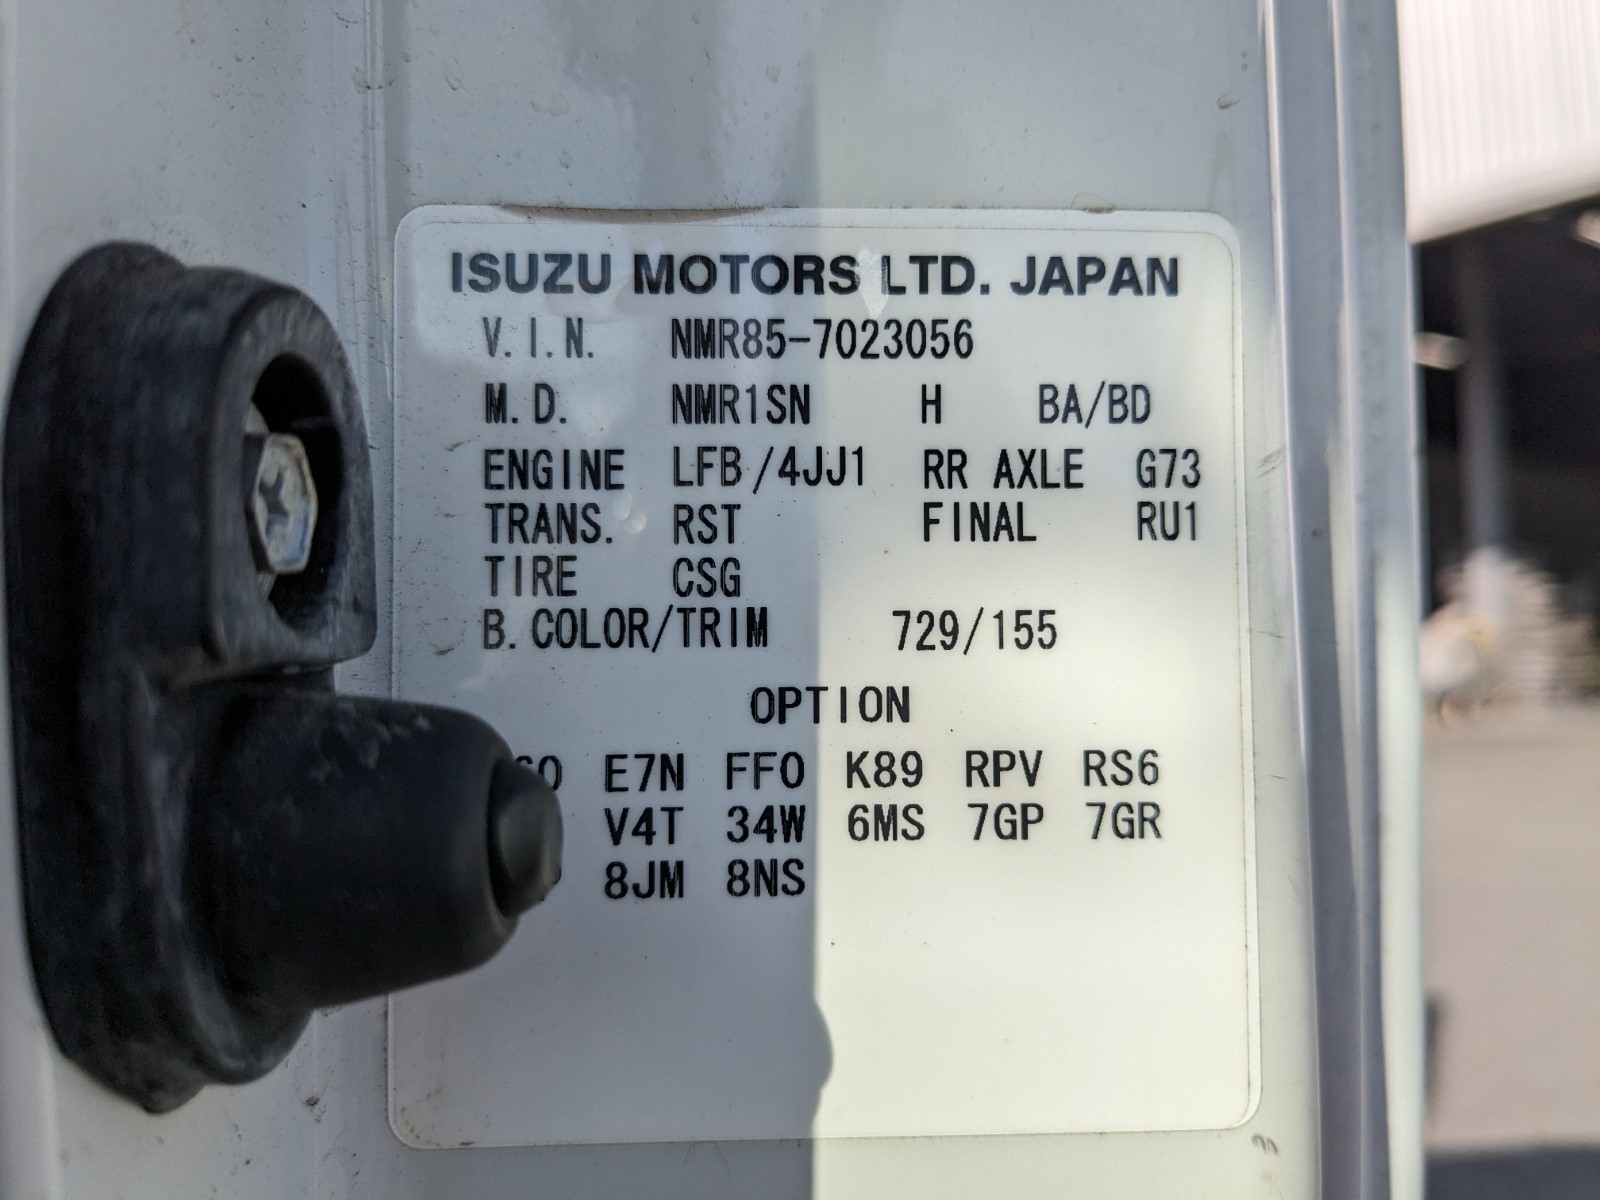 ISUZU MOTORS LTD. JAPAN
V.I.N. NMR85-7023056
M.D. NMR1SN H BA/BD
ENGINE LFB/4JJ1 RR AXLE G73
TRANS. RST FINAL RU1
TIRE CSG
B.COLOR/TRIM 729/155
OPTION
E7N FFO K89 RPV RS6
V4T 34W 6MS 7GP 7GR
8JM 8NS